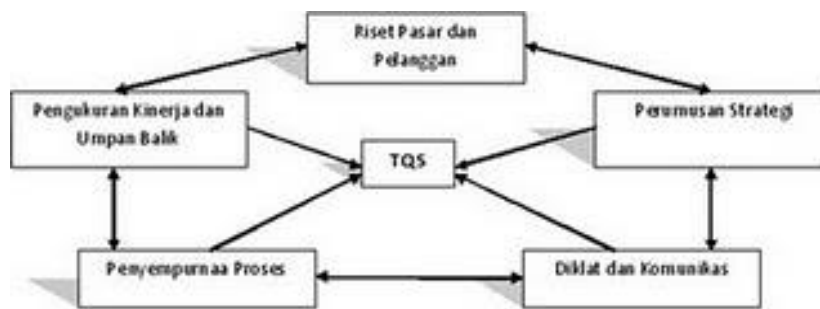 Riset Pasar dan
Pelanggan
Pengukuran Kinerja dan
Umpan Balik
Perumusan Strategi
TQS
Penyempurnaa Proses
Diklat dan Komunikas